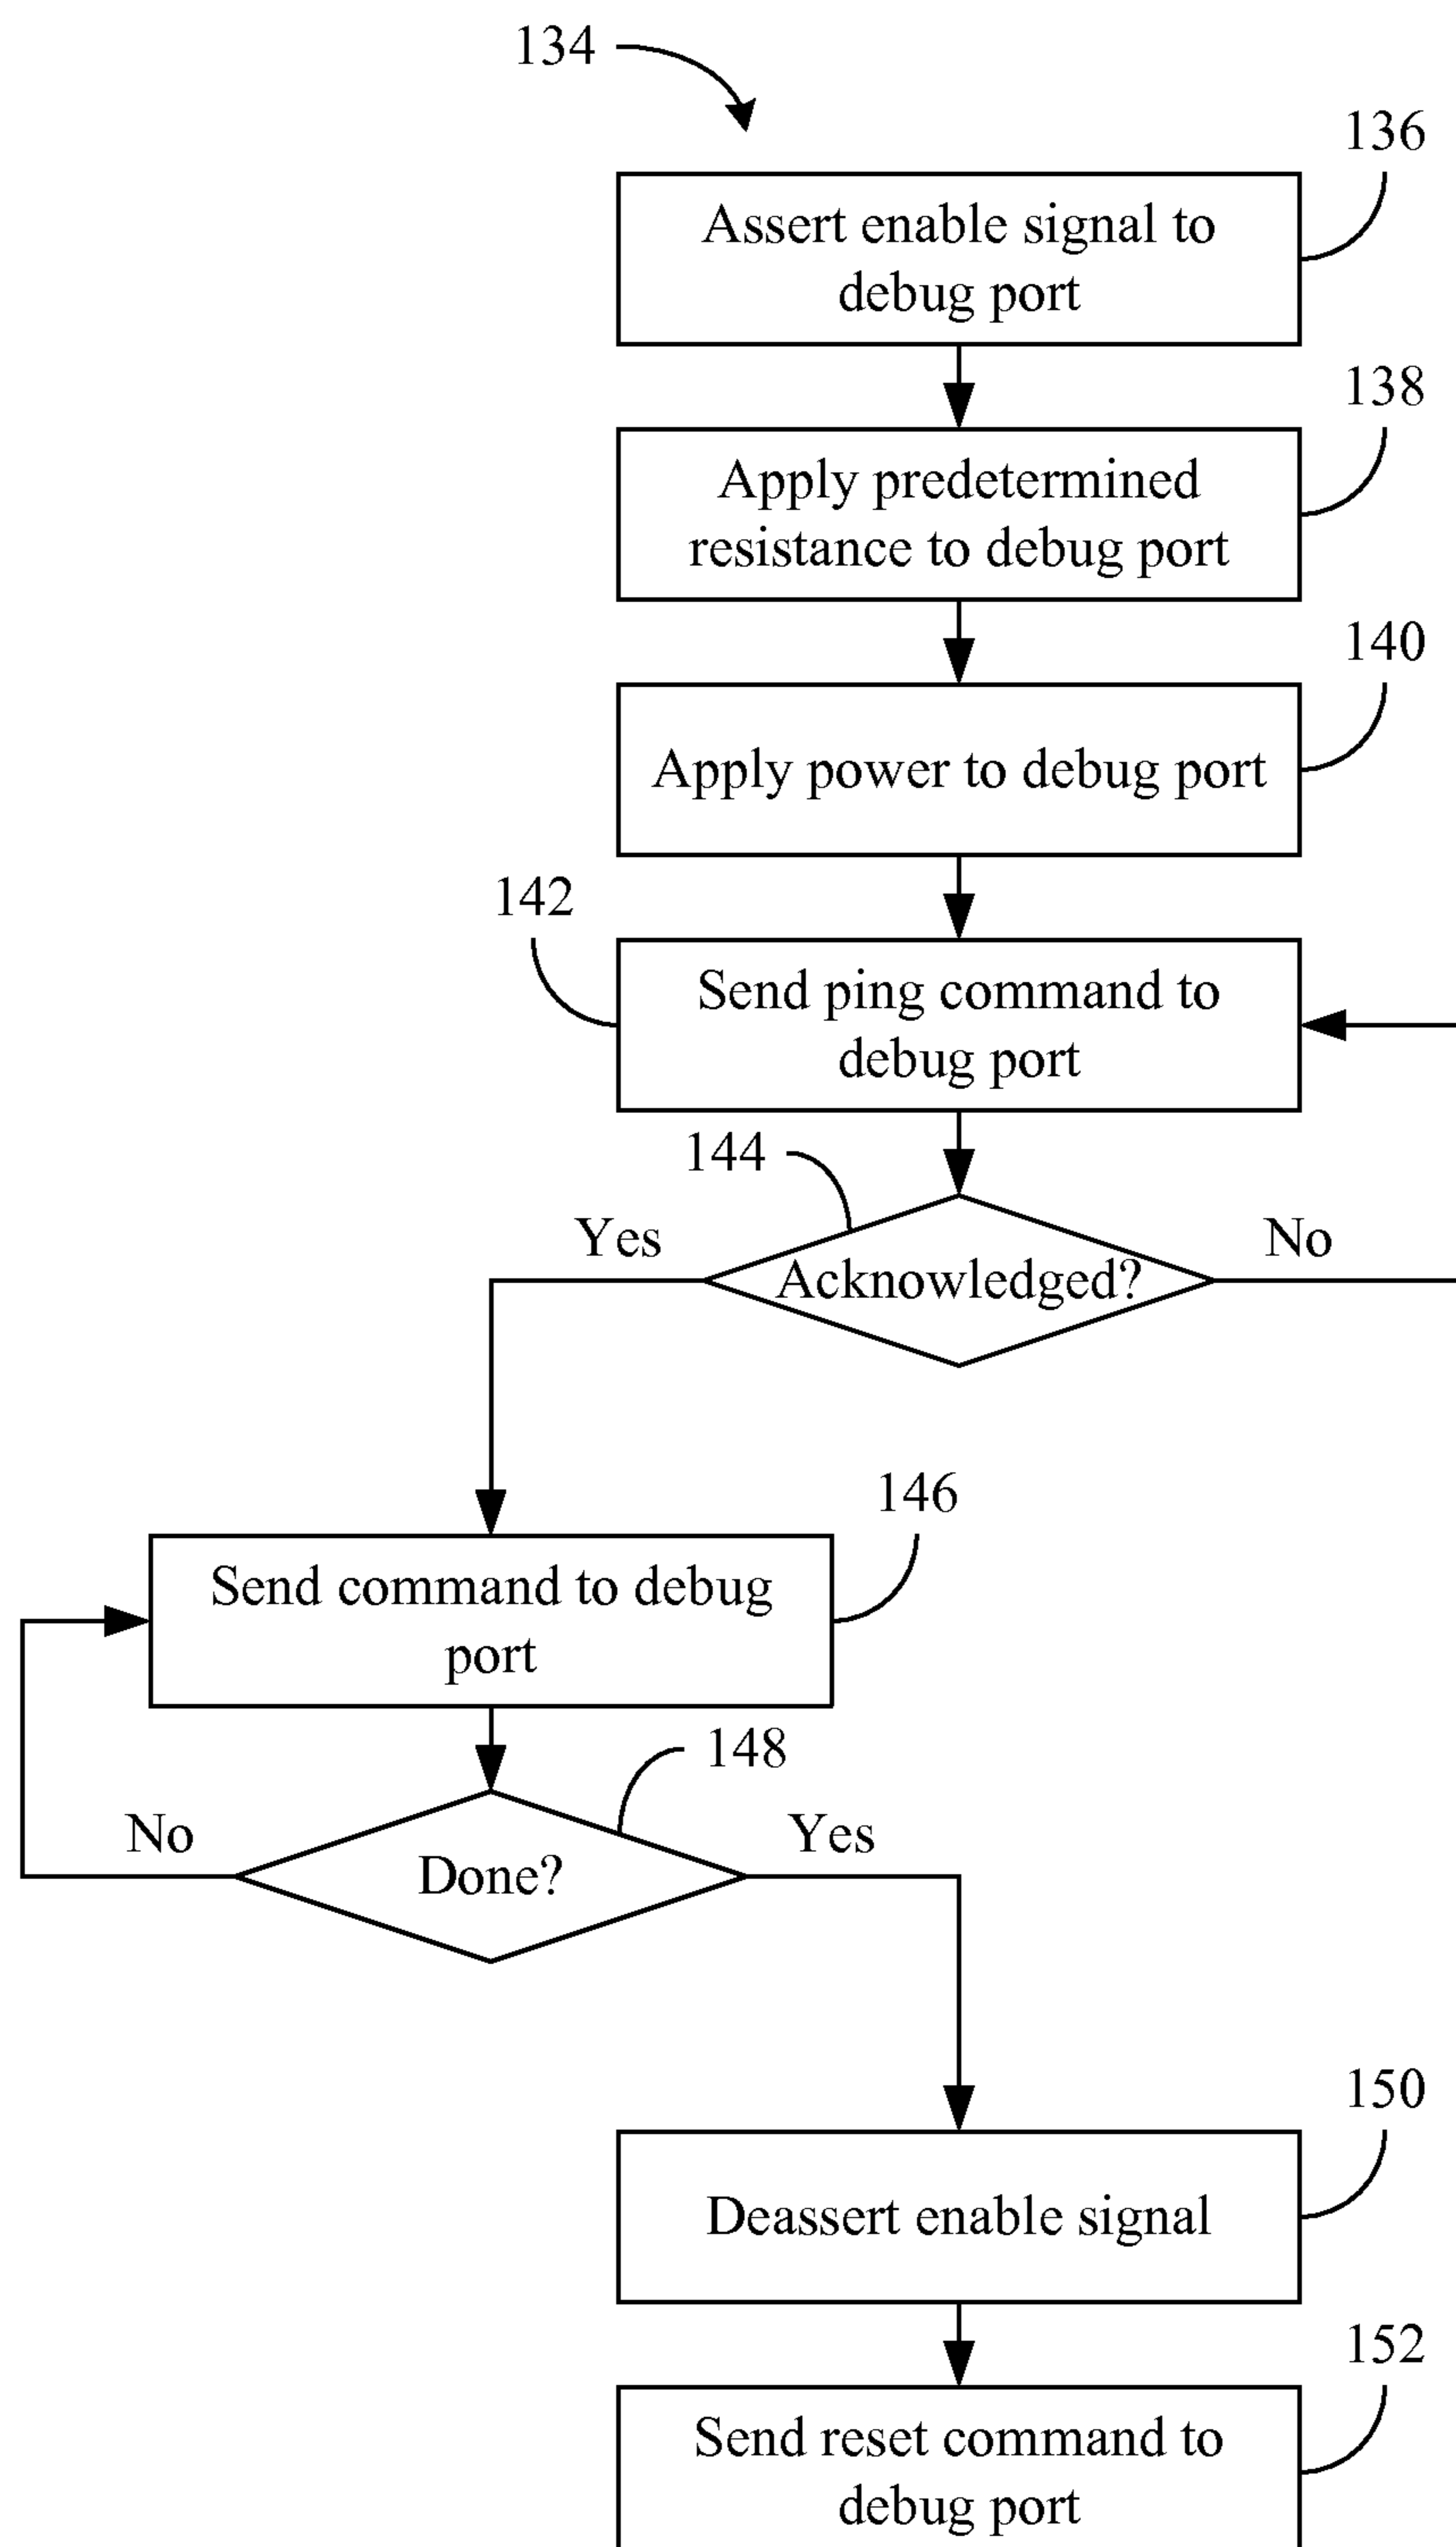 134
136
Assert enable signal to
debug port
138
Apply predetermined
resistance to debug port
140
Apply power to debug port
142
Send ping command to
debug port
144
Yes
No
Acknowledged?
146
Send command to debug
port
148
No
Yes
Done?
150
Deassert enable signal
152
Send reset command to
debug port